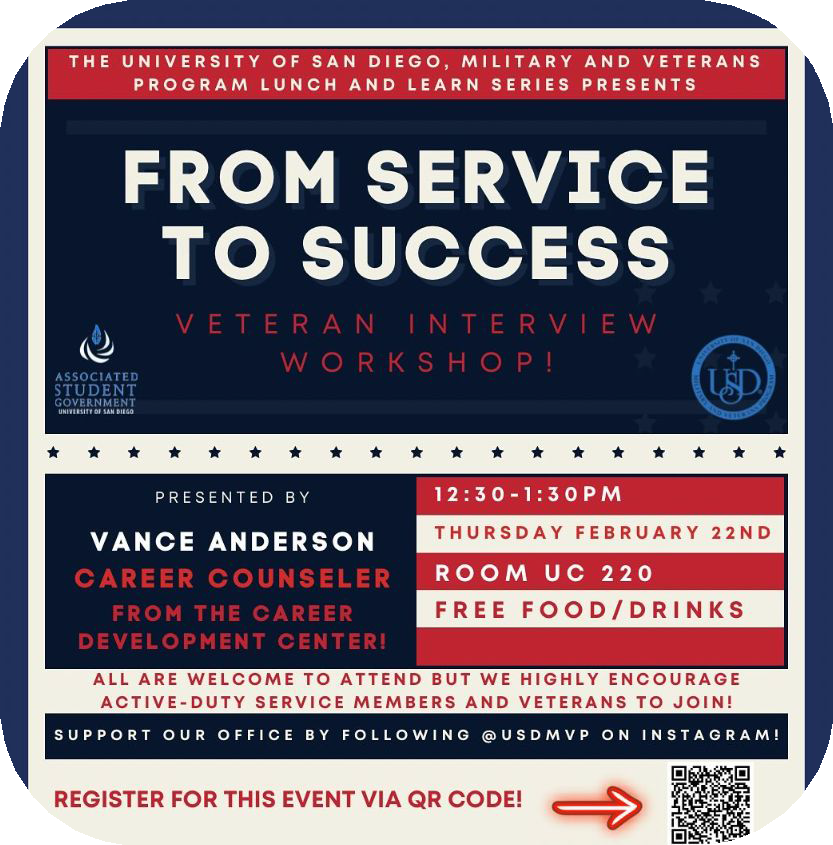 THE UNIVERSITY OF SAN DIEGO, MILITARY AND VETERANS
PROGRAM LUNCH AND LEARN SERIES PRESENTS
FROM SERVICE
TO SUCCESS
VETERAN INTERVIEW
WORKSHOP!
ASSOCIATED
STUDENT
GOVERNMENT
UNIVERSITY OF SAN DIEGO
USD
PRESENTED BY
VANCE ANDERSON
CAREER COUNSELER
FROM THE CAREER
DEVELOPMENT CENTER!
12:30-1:30PM
THURSDAY FEBRUARY 22ND
ROOM UC 220
FREE FOOD/DRINKS
ALL ARE WELCOME TO ATTEND BUT WE HIGHLY ENCOURAGE
ACTIVE-DUTY SERVICE MEMBERS AND VETERANS TO JOIN!
SUPPORT OUR OFFICE BY FOLLOWING @USDMVP ON INSTAGRAM!
REGISTER FOR THIS EVENT VIA QR CODE!